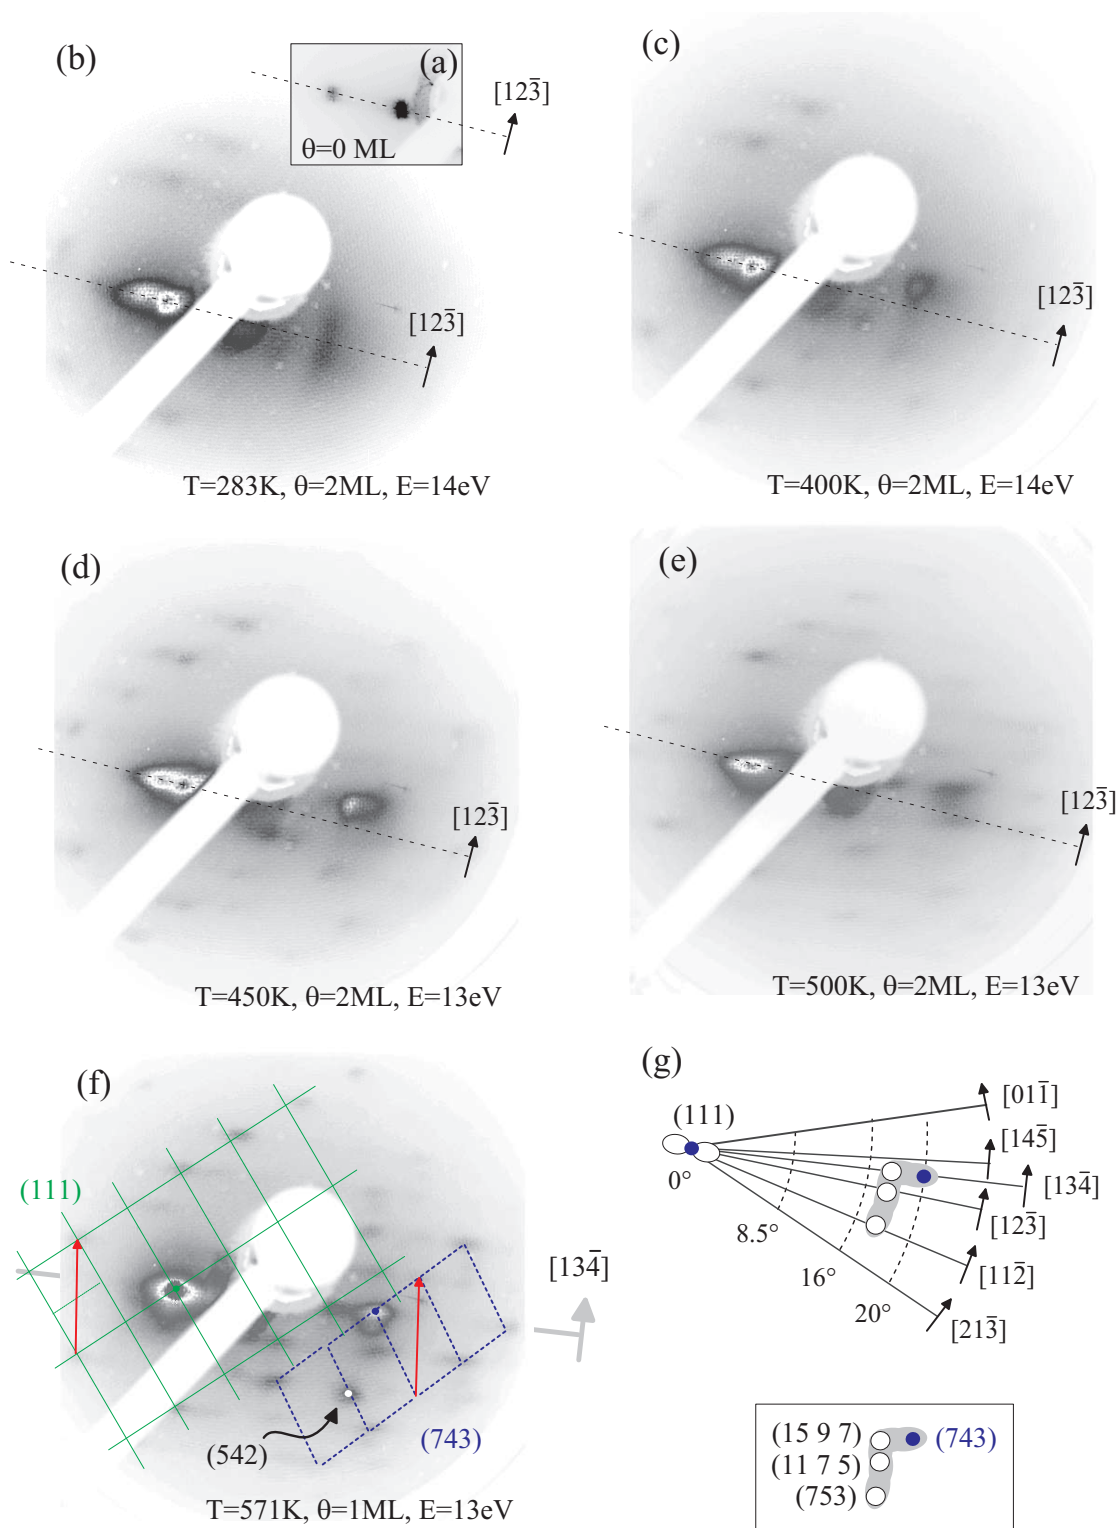 (b)
(a)
[123̅]
θ=0 ML
[123̅]
T=283K, θ=2ML, E=14eV
(c)
[123̅]
T=400K, θ=2ML, E=14eV
(d)
[123̅]
T=450K, θ=2ML, E=13eV
(e)
[123̅]
T=500K, θ=2ML, E=13eV
(f)
(111)
[134̅]
(542)
(743)
T=571K, θ=1ML, E=13eV
(g)
(111)
0°
8.5°
16°
20°
[011̅]
[145̅]
[134̅]
[123̅]
[112̅]
[213̅]
(15 9 7)
(743)
(11 7 5)
(753)